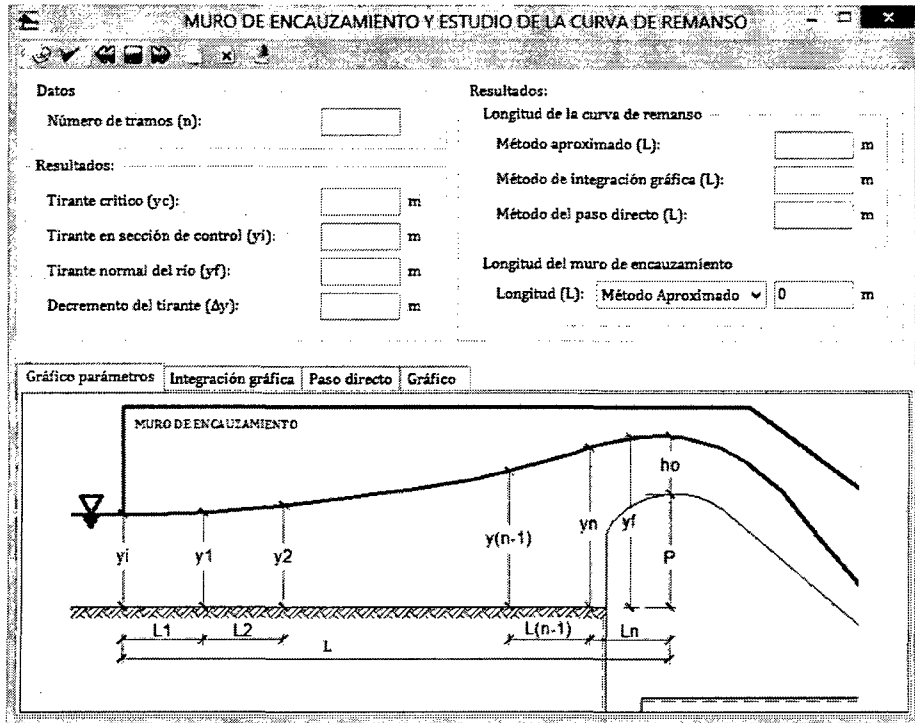 MURO DE ENCAUZAMIENTO Y ESTUDIO DE LA CURVA DE REMANSO
Datos
Número de tramos (n):
Resultados:
Tirante critico (yc):
m
Tirante en sección de control (yi):
m
Tirante normal del río (yf):
m
Decremento del tirante (Δy):
m
Resultados:
Longitud de la curva de remanso
Método aproximado (L):
m
Método de integración gráfica (L):
m
Método del paso directo (L):
m
Longitud del muro de encauzamiento
Longitud (L): Método Aproximado 0 m
Gráfico parámetros Integración gráfica Paso directo Gráfico
MURO DE ENCAUZAMIENTO
ho
yi y1 y2 y(n-1) yn yf P
L1 L2 L(n-1) Ln
L